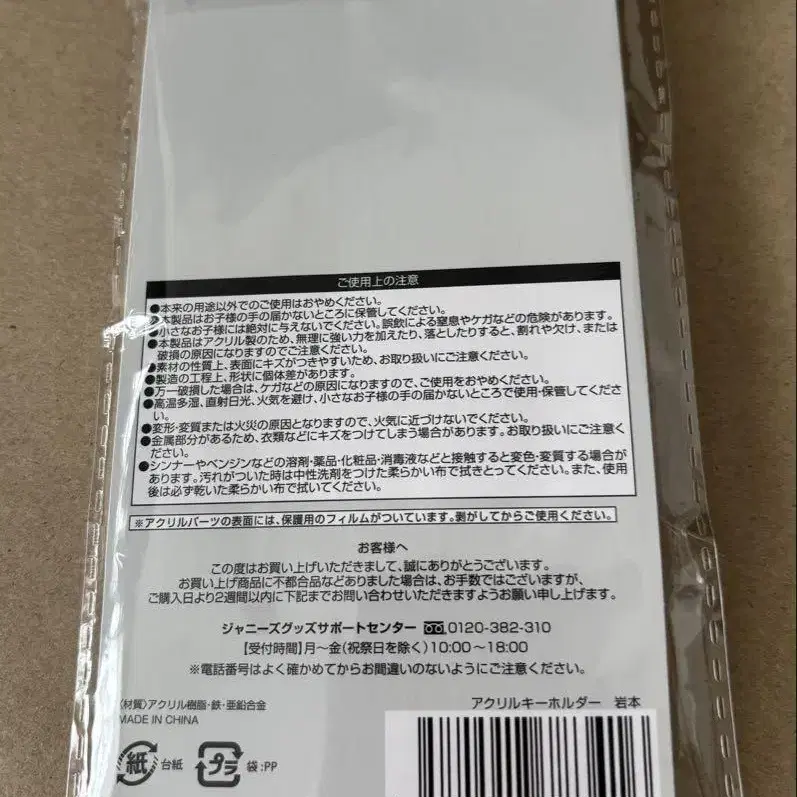 ご使用上の注意
●本来の用途以外でのご使用はおやめください。
●本製品はお子様の手の届かないところに保管してください。
●小さなお子様には絶対に与えないでください。誤飲による窒息やケガなどの危険があります。
●本製品はアクリル製のため、無理に強い力を加えたり、落としたりすると、割れや欠け、または
破損の原因になりますのでご注意ください。
●素材の性質上、表面にキズがつきやすいため、お取り扱いにご注意ください。
●製造の工程上、形状に個体差があります。
●万一破損した場合は、ケガなどの原因になりますので、ご使用をおやめください。
●高温多湿、直射日光、火気を避け、小さなお子様の手の届かないところで使用・保管してくださ
い。
●変形・変質または火災の原因となりますので、火気に近づけないでください。
●金属部分があるため、衣類などにキズをつけてしまう場合があります。お取り扱いにご注意く
ださい。
●シンナーやベンジンなどの溶剤・薬品・化粧品・消毒液などと接触すると変色・変質する場合が
あります。汚れがついた時は中性洗剤をつけた柔らかい布で拭きとってください。また、使用
後は必ず乾いた柔らかい布で拭いてください。
※アクリルパーツの表面には、保護用のフィルムがついています。剥がしてからご使用ください。
お客様へ
この度はお買い上げいただきまして、誠にありがとうございます。
お買い上げ商品に不都合品などありました場合は、お手数ではございますが、
ご購入日より2週間以内に下記までお問い合わせいただきますようお願い申し上げます。
ジャニーズグッズサポートセンター 0120-382-310
【受付時間】月〜金(祝祭日を除く)10:00〜18:00
※電話番号はよく確かめてからお間違いのないようにご注意ください。
〈材質〉アクリル樹脂・鉄・亜鉛合金
MADE IN CHINA
アクリルキーホルダー 岩本
紙 台紙 プラ 袋:PP